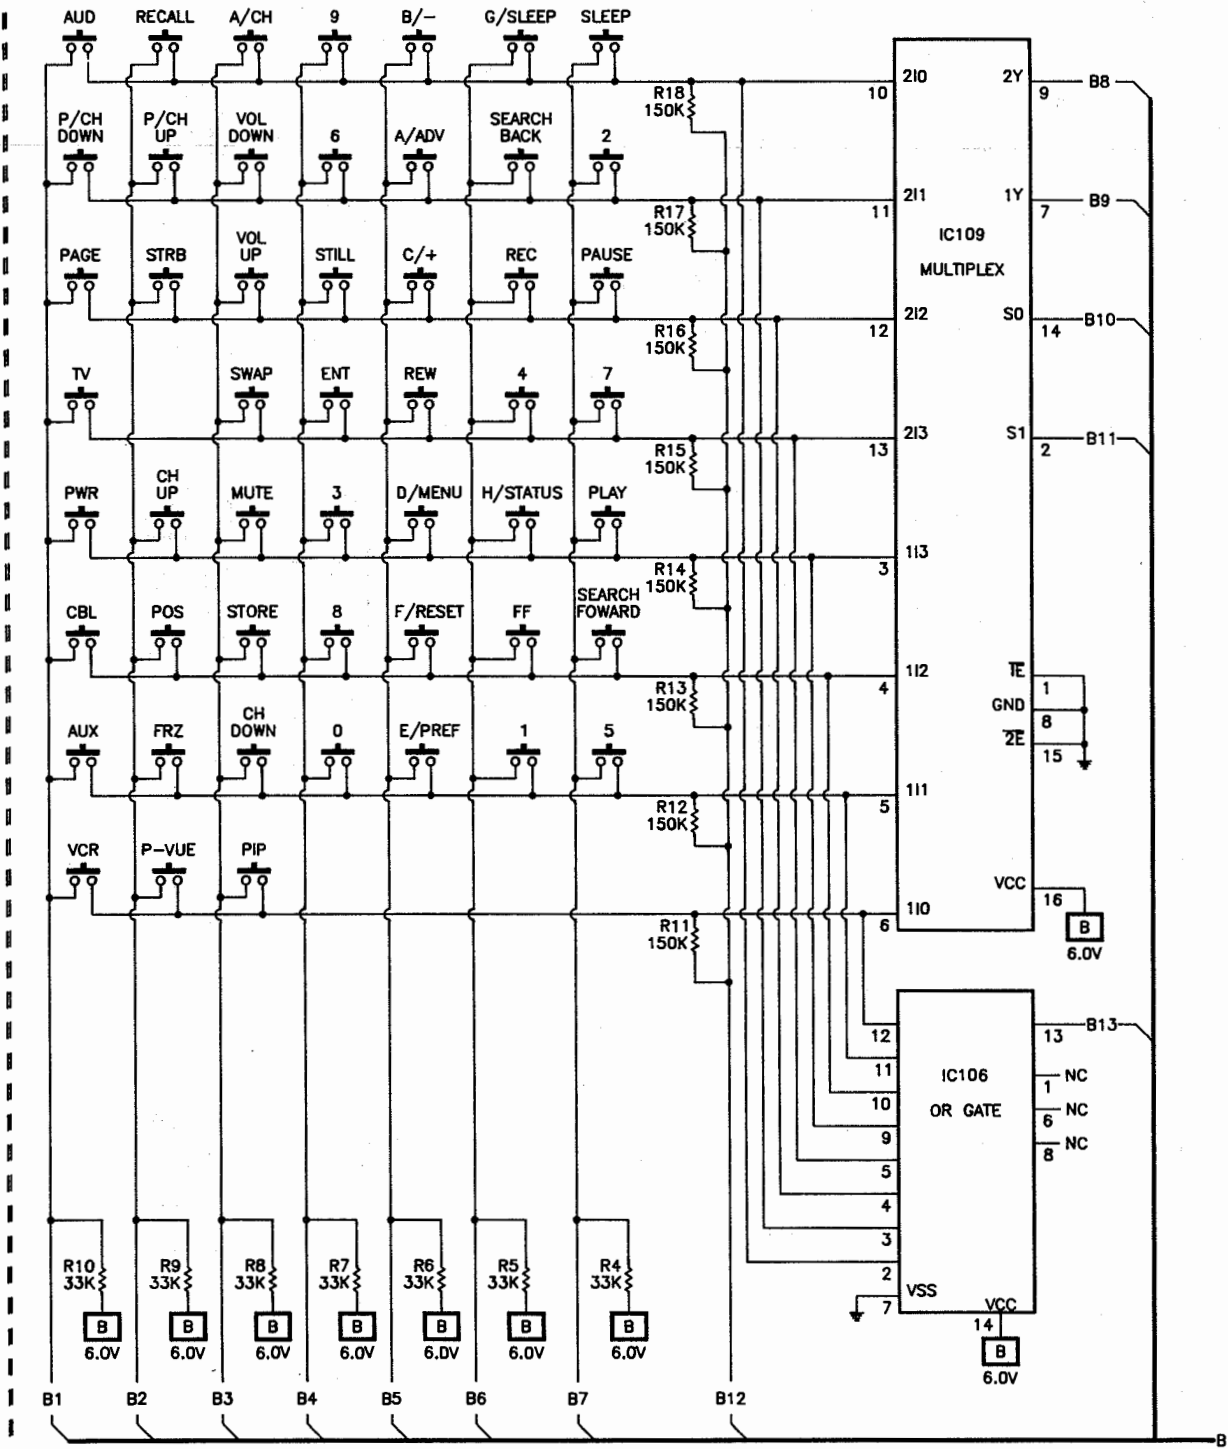 AUD RECALL A/CH 9 B/− G/SLEEP SLEEP
2I0 2Y B8
R18 10 9
150K
P/CH P/CH VOL SEARCH
DOWN UP DOWN 6 A/ADV BACK 2
2I1 1Y B9
R17 11 7
150K
IC109
VOL
PAGE STRB UP STILL C/+ REC PAUSE
MULTIPLEX
2I2 S0 B10
R16 12 14
150K
TV SWAP ENT REW 4 7
2I3 S1 B11
R15 13 2
150K
CH
PWR UP MUTE 3 D/MENU H/STATUS PLAY
1I3
R14 3
150K
SEARCH
CBL POS STORE 8 F/RESET FF FOWARD
1I2 1E
R13 4 1
150K
GND
8
CH
AUX FRZ DOWN 0 E/PREF 1 5
2E
15
1I1
R12 5
150K
VCR P-VUE PIP
VCC
16
1I0
R11 6 B
150K
6.0V
12 13 B13
11 IC106 1 NC
10 OR GATE 6 NC
9 8 NC
5
4
3
R10 R9 R8 R7 R6 R5 R4 2
33K 33K 33K 33K 33K 33K 33K
VSS
7 VCC
B B B B B B B 14
6.0V 6.0V 6.0V 6.0V 6.0V 6.0V 6.0V B
6.0V
B1 B2 B3 B4 B5 B6 B7 B12
B